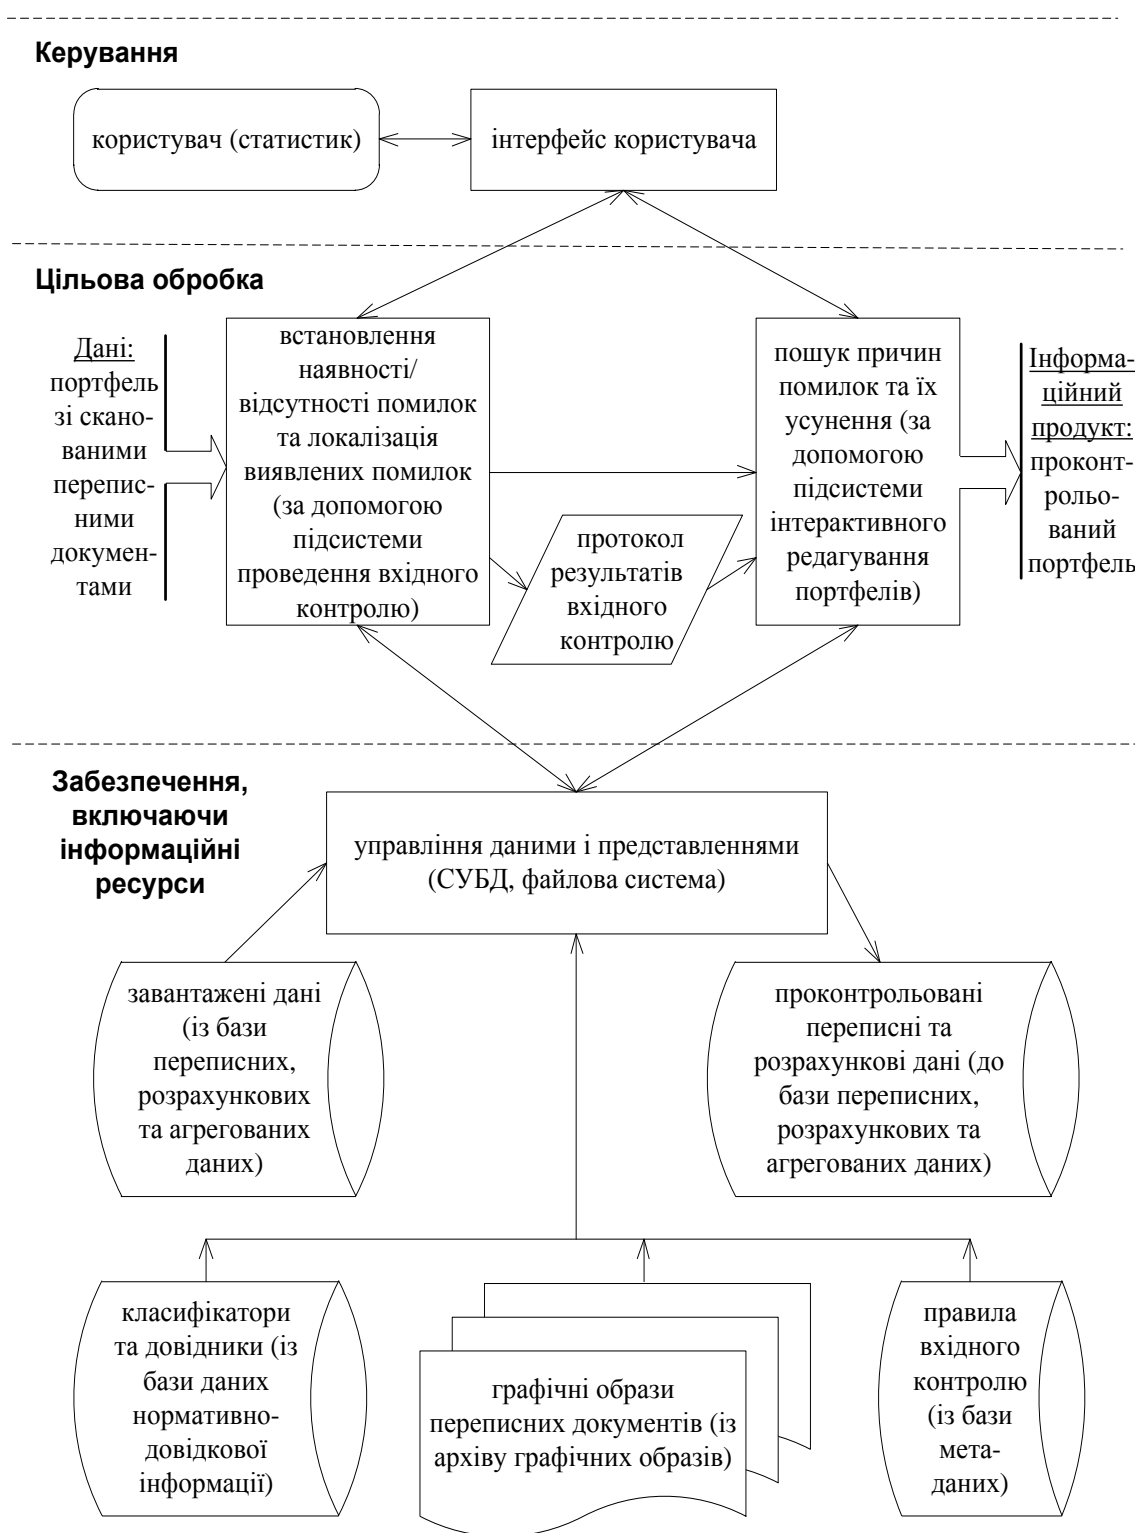 Керування
користувач (статистик)
інтерфейс користувача
Цільова обробка
Дані:
портфель
зі скано-
ваними
перепис-
ними
докумен-
тами
встановлення
наявності/
відсутності помилок
та локалізація
виявлених помилок
(за допомогою
підсистеми
проведення вхідного
контролю)
протокол
результатів
вхідного
контролю
пошук причин
помилок та їх
усунення (за
допомогою
підсистеми
інтерактивного
редагування
портфелів)
Інформа-
ційний
продукт:
проконт-
рольо-
ваний
портфель
Забезпечення,
включаючи
інформаційні
ресурси
управління даними і представленнями
(СУБД, файлова система)
завантажені дані
(із бази
переписних,
розрахункових
та агрегованих
даних)
проконтрольовані
переписні та
розрахункові дані (до
бази переписних,
розрахункових та
агрегованих даних)
класифікатори
та довідники (із
бази даних
нормативно-
довідкової
інформації)
графічні образи
переписних документів (із
архіву графічних образів)
правила
вхідного
контролю
(із бази
мета-
даних)